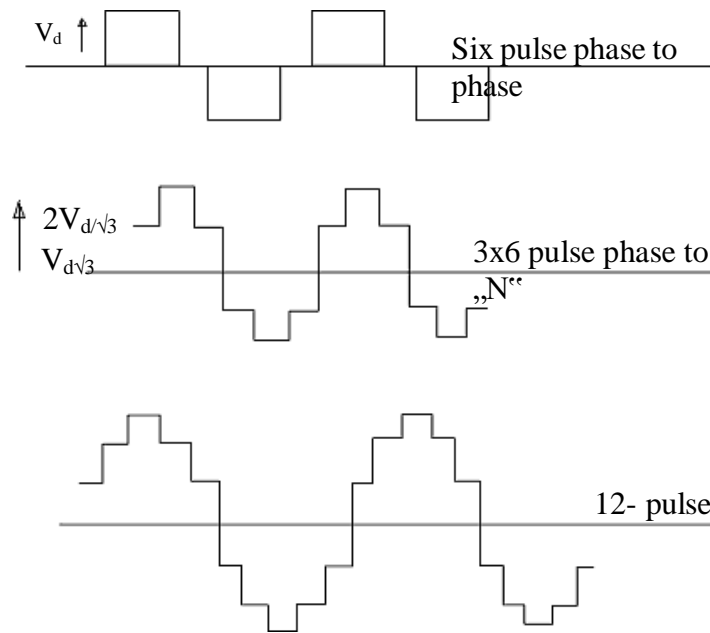 V_d
Six pulse phase to
phase
2V_d/√3
V_d√3
3x6 pulse phase to
„N“
12- pulse